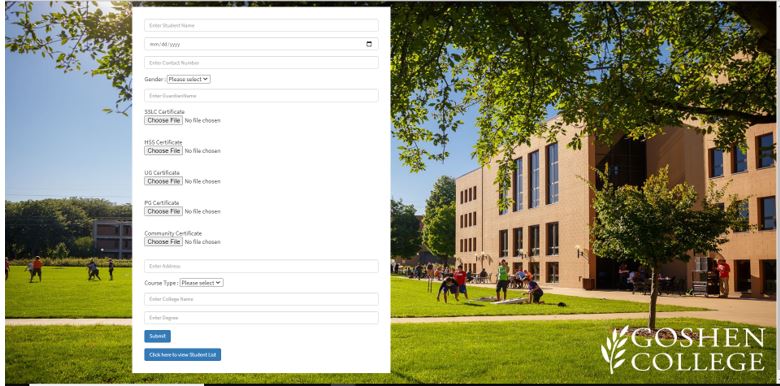 Enter Student Name
mm/dd/yyyy
Enter Contact Number
Gender : Please select
Enter GuardianName
SSLC Certificate
Choose File No file chosen
HSS Certificate
Choose File No file chosen
UG Certificate
Choose File No file chosen
PG Certificate
Choose File No file chosen
Community Certificate
Choose File No file chosen
Enter Address
Course Type : Please select
Enter College Name
Enter Degree
Submit
Click here to view Student List
GOSHEN
COLLEGE